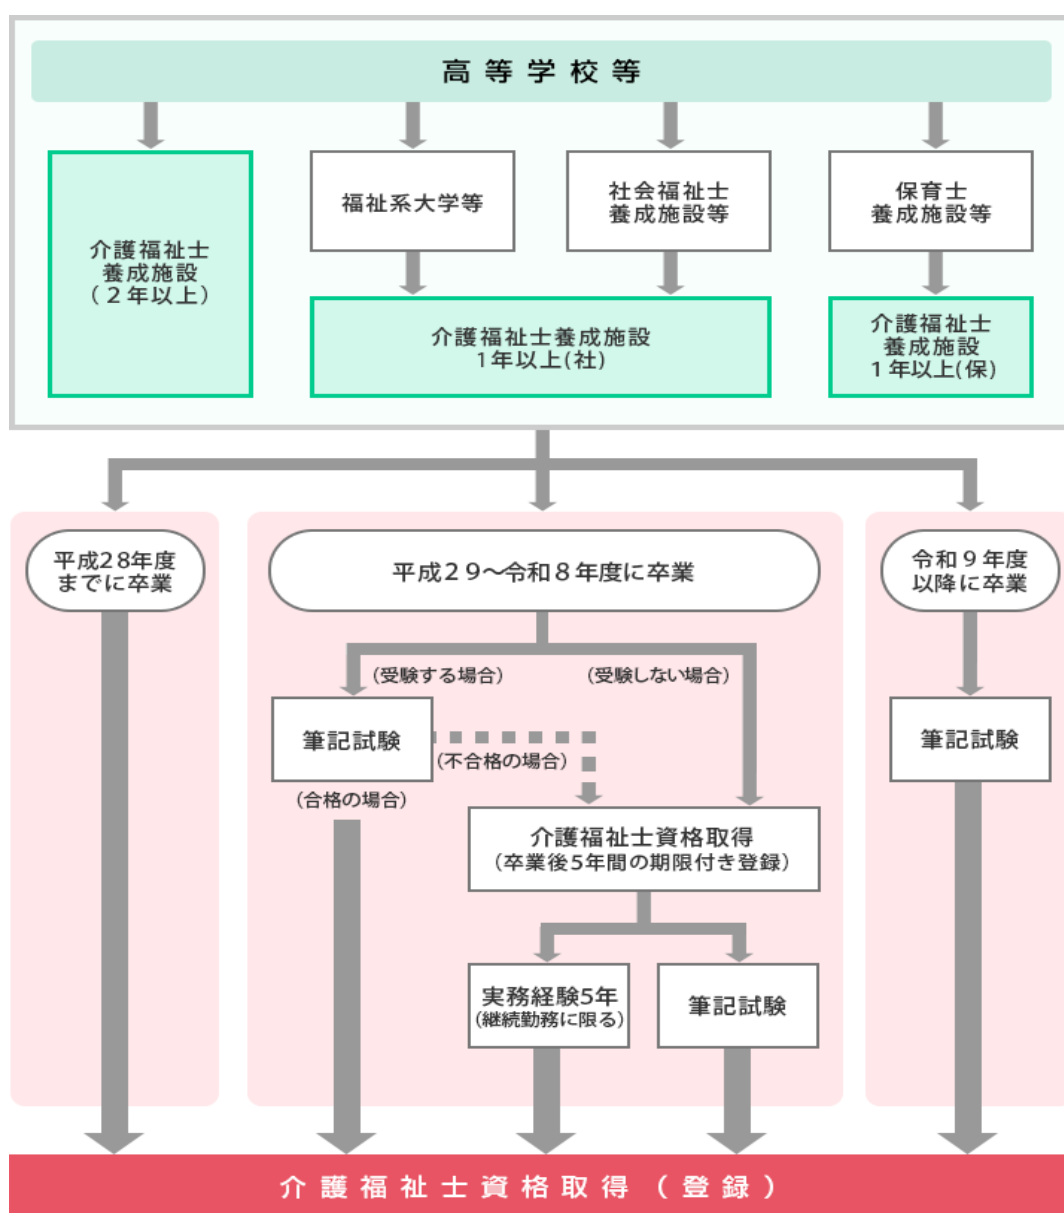 高等学校等
介護福祉士
養成施設
(２年以上)
福祉系大学等
社会福祉士
養成施設等
保育士
養成施設等
介護福祉士養成施設
1年以上(社)
介護福祉士
養成施設
１年以上(保)
平成28年度
までに卒業
平成２９〜令和８年度に卒業
令和９年度
以降に卒業
(受験する場合)
(受験しない場合)
筆記試験
(不合格の場合)
(合格の場合)
筆記試験
介護福祉士資格取得
(卒業後5年間の期限付き登録)
実務経験5年
(継続勤務に限る)
筆記試験
介護福祉士資格取得(登録)